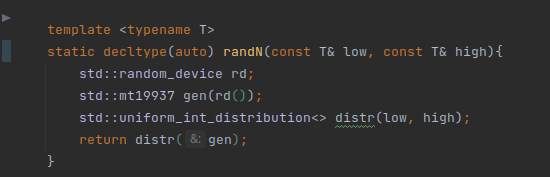 template <typename T>
static decltype(auto) randN(const T& low, const T& high){
    std::random_device rd;
    std::mt19937 gen(rd());
    std::uniform_int_distribution<> distr(low, high);
    return distr( &: gen);
}